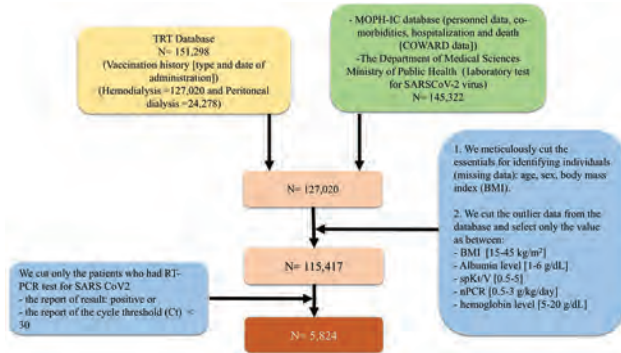 TRT Database
N= 151,298
(Vaccination history [type and date of
administration])
(Hemodialysis =127,020 and Peritoneal
dialysis =24,278)
- MOPH-IC database (personnel data, co-
morbidities, hospitalization and death
[COWARD data])
-The Department of Medical Sciences
Ministry of Public Health (laboratory test
for SARSCoV-2 virus)
N= 145,322
N= 127,020
1. We meticulously cut the
essentials for identifying individuals
(missing data): age, sex, body mass
index (BMI).
2. We cut the outlier data from the
database and select only the value
as between:
- BMI [15-45 kg/m²]
- Albumin level [1-6 g/dL]
- spKt/V [0.5-5]
- nPCR [0.5-3 g/kg/day]
- hemoglobin level [5-20 g/dL]
N= 115,417
We cut only the patients who had RT-
PCR test for SARS CoV2
- the report of result: positive or
- the report of the cycle threshold (Ct) <
30
N= 5,824